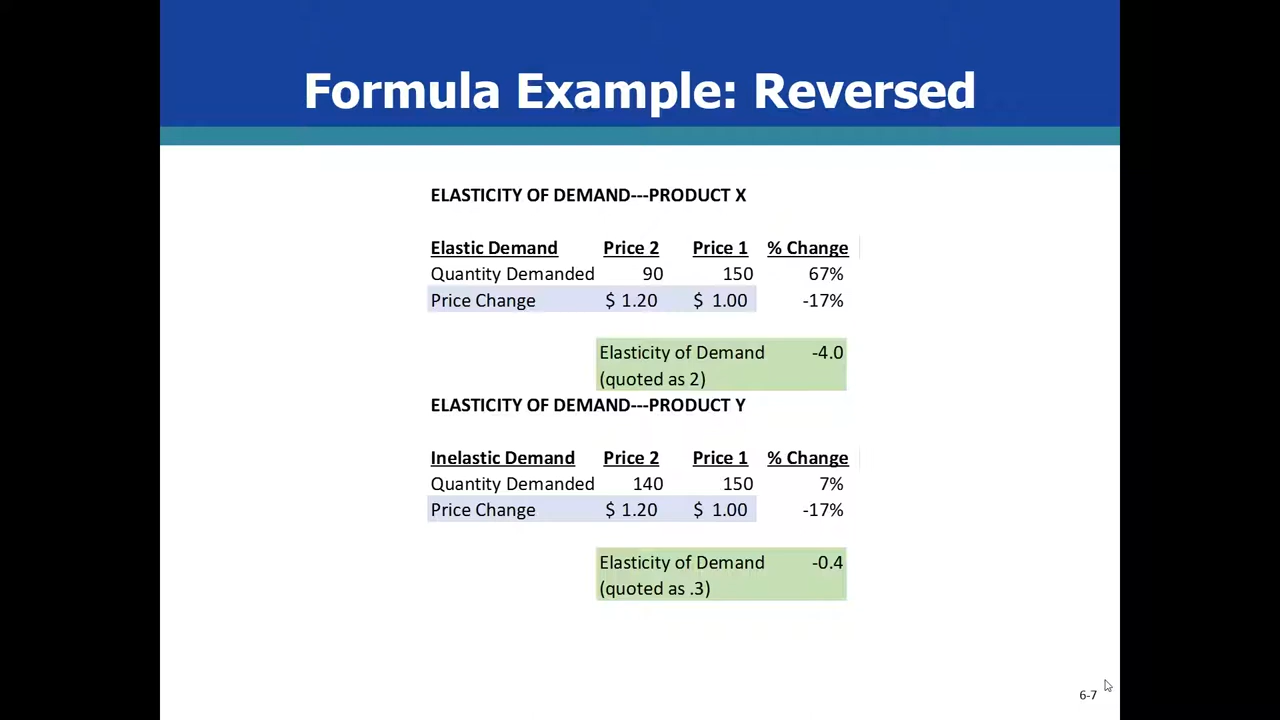 Formula Example: Reversed
ELASTICITY OF DEMAND---PRODUCT X
Elastic Demand Price 2 Price 1 % Change
Quantity Demanded 90 150 67%
Price Change $ 1.20 $ 1.00 -17%
Elasticity of Demand -4.0
(quoted as 2)
ELASTICITY OF DEMAND---PRODUCT Y
Inelastic Demand Price 2 Price 1 % Change
Quantity Demanded 140 150 7%
Price Change $ 1.20 $ 1.00 -17%
Elasticity of Demand -0.4
(quoted as .3)
6-7